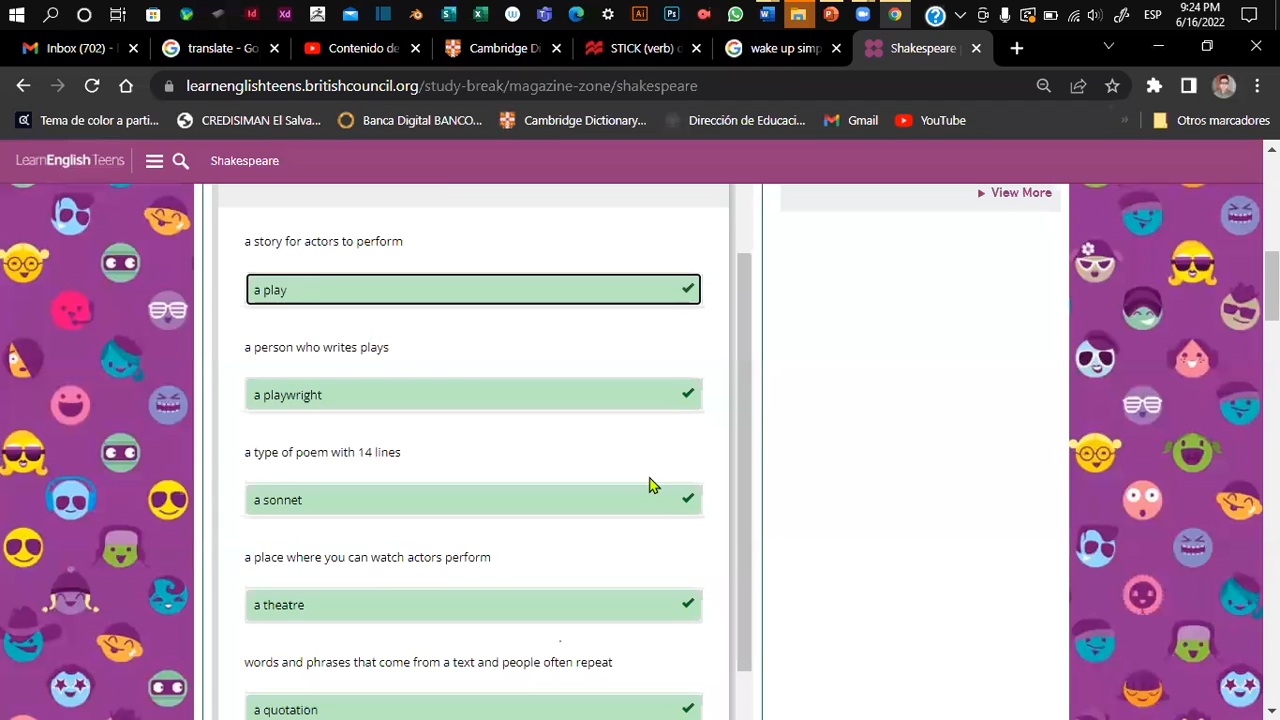 9:24 PM
ESP
6/16/2022
Inbox (702) -
translate - Go
Contenido de
Cambridge Di
STICK (verb) c
wake up simp
Shakespeare
learnenglishteens.britishcouncil.org/study-break/magazine-zone/shakespeare
Tema de color a parti...
CREDISIMAN El Salva...
Banca Digital BANCO...
Cambridge Dictionary...
Dirección de Educaci...
Gmail
YouTube
Otros marcadores
LearnEnglish Teens
Shakespeare
View More
a story for actors to perform
a play
a person who writes plays
a playwright
a type of poem with 14 lines
a sonnet
a place where you can watch actors perform
a theatre
words and phrases that come from a text and people often repeat
a quotation